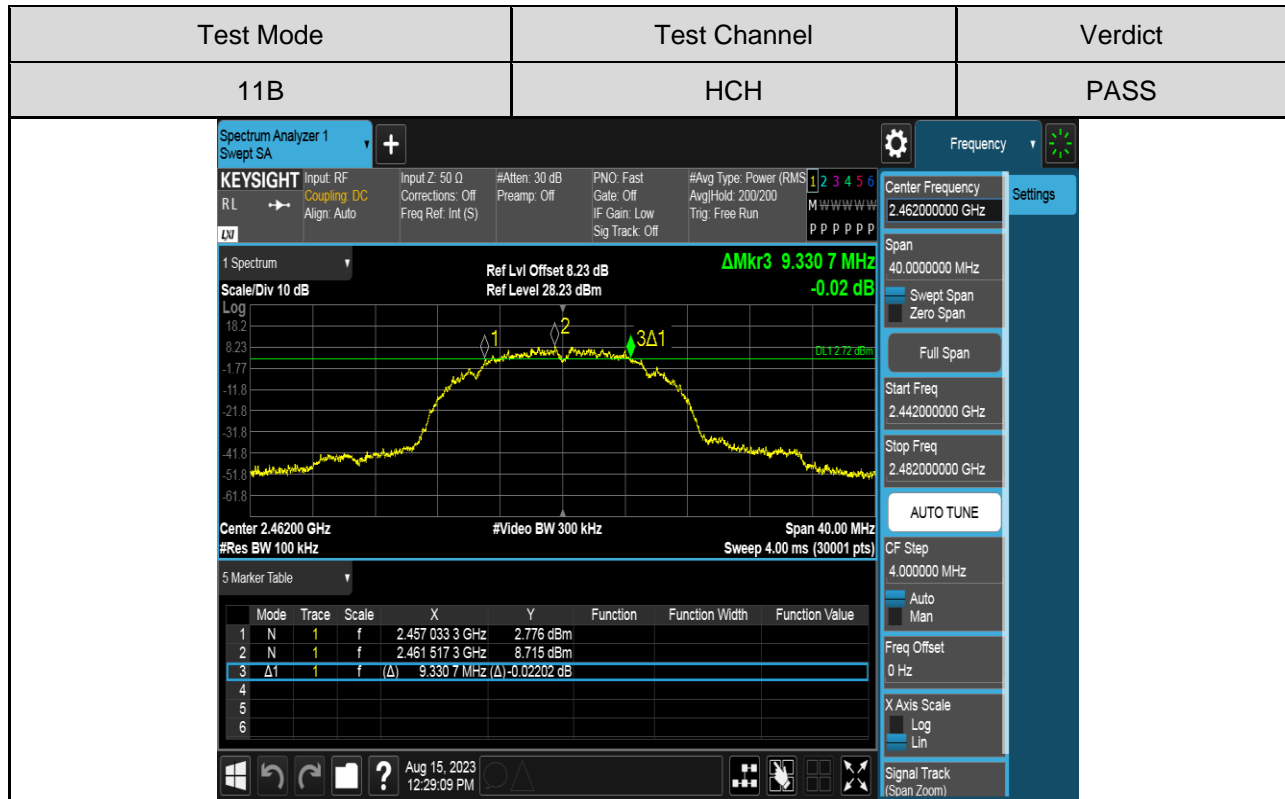 Test Mode Test Channel Verdict
11B HCH PASS
Spectrum Analyzer 1
Swept SA
+
Frequency
KEYSIGHT
RL
LXI
Input: RF
Coupling: DC
Align: Auto
Input Z: 50 Ω
Corrections: Off
Freq Ref: Int (S)
#Atten: 30 dB
Preamp: Off
PNO: Fast
Gate: Off
IF Gain: Low
Sig Track: Off
#Avg Type: Power (RMS
Avg|Hold: 200/200
Trig: Free Run
1 2 3 4 5 6
M W W W W W
P P P P P P
1 Spectrum
Scale/Div 10 dB
Ref Lvl Offset 8.23 dB
Ref Level 28.23 dBm
ΔMkr3 9.330 7 MHz
-0.02 dB
Log
18.2
8.23
-1.77
-11.8
-21.8
-31.8
-41.8
-51.8
-61.8
1
2
3Δ1
DL1 2.72 dBm
Center 2.46200 GHz #Video BW 300 kHz Span 40.00 MHz
#Res BW 100 kHz Sweep 4.00 ms (30001 pts)
5 Marker Table
Mode Trace Scale X Y Function Function Width Function Value
1 N 1 f 2.457 033 3 GHz 2.776 dBm
2 N 1 f 2.461 517 3 GHz 8.715 dBm
3 Δ1 1 f (Δ) 9.330 7 MHz (Δ) -0.02202 dB
4
5
6
?
Aug 15, 2023
12:29:09 PM
Center Frequency
2.462000000 GHz
Settings
Span
40.0000000 MHz
Swept Span
Zero Span
Full Span
Start Freq
2.442000000 GHz
Stop Freq
2.482000000 GHz
AUTO TUNE
CF Step
4.000000 MHz
Auto
Man
Freq Offset
0 Hz
X Axis Scale
Log
Lin
Signal Track
(Span Zoom)